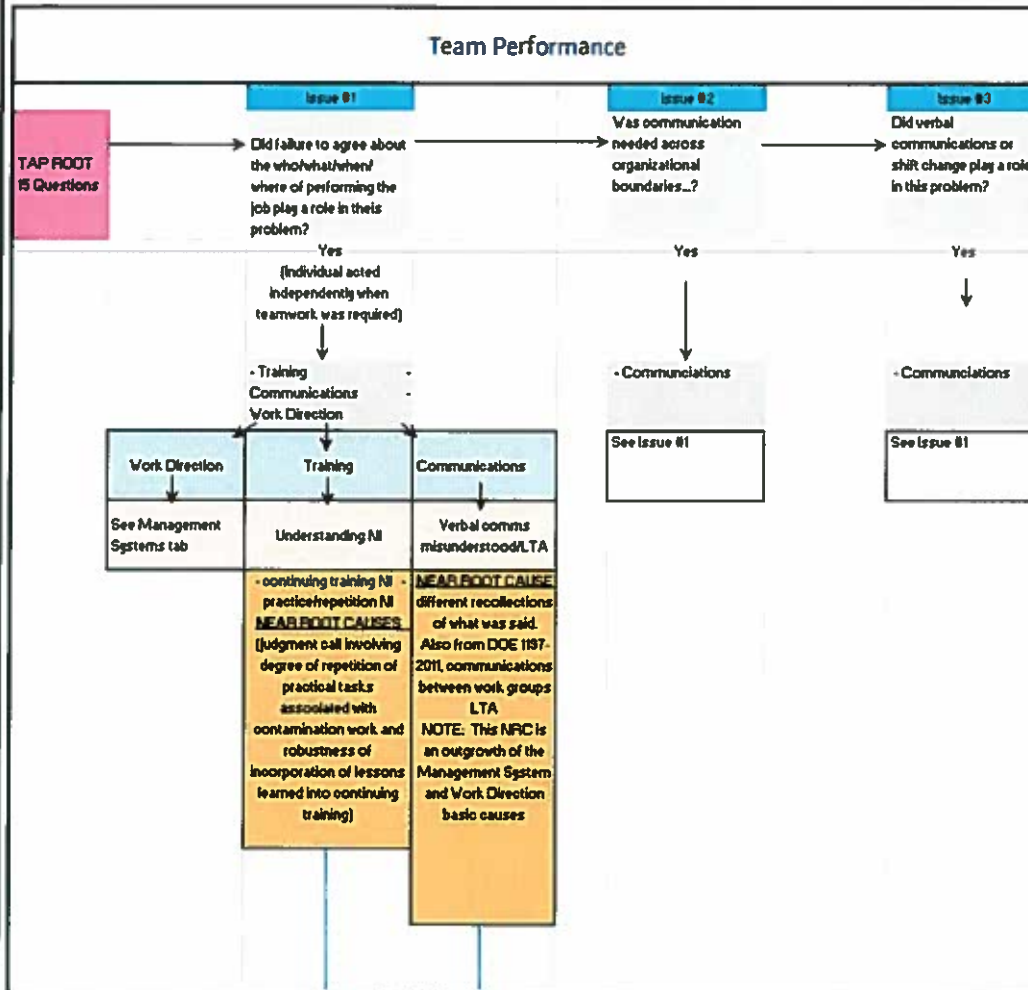 Team Performance
Issue #1
Issue #2
Issue #3
TAP ROOT
15 Questions
Did failure to agree about
the who/what/when/
where of performing the
job play a role in theis
problem?
Was communication
needed across
organizational
boundaries...?
Did verbal
communications or
shift change play a role
in this problem?
Yes
(Individual acted
independently when
teamwork was required)
Yes
Yes
- Training -
Communications -
Work Direction
- Communciations
- Communciations
See Issue #1
See Issue #1
Work Direction
Training
Communications
See Management
Systems tab
Understanding NI
Verbal comms
misunderstood/LTA
- continuing training NI -
practice/repetition NI
NEAR ROOT CAUSES
(judgment call involving
degree of repetition of
practical tasks
associated with
contamination work and
robustness of
incorporation of lessons
learned into continuing
training)
NEAR ROOT CAUSE
different recollections
of what was said.
Also from DOE 1197-
2011, communications
between work groups
LTA
NOTE: This NRC is
an outgrowth of the
Management System
and Work Direction
basic causes